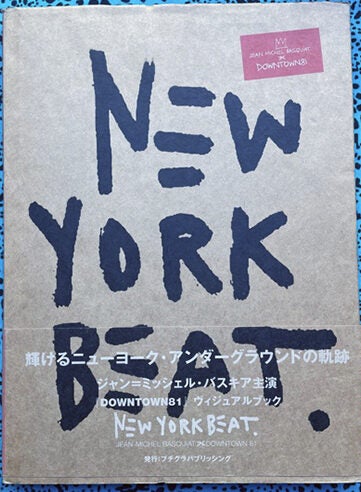 JEAN MICHEL BASQUIAT
DOWNTOWN81
NEW
YORK
BEAT.
輝けるニューヨーク・アンダーグラウンドの軌跡
ジャン=ミッシェル・バスキア主演
「DOWNTOWN81」ヴィジュアルブック
NEW YORK BEAT.
JEAN-MICHEL BASQUIAT DOWNTOWN 81
発行:プチグラパブリッシング